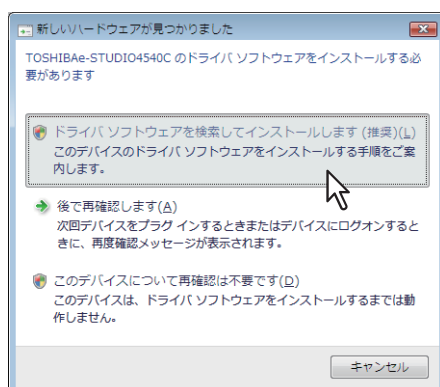 新しいハードウェアが見つかりました
TOSHIBAe-STUDIO4540C のドライバ ソフトウェアをインストールする必
要があります
ドライバ ソフトウェアを検索してインストールします (推奨)(L)
このデバイスのドライバ ソフトウェアをインストールする手順をご案
内します。
後で再確認します(A)
次回デバイスをプラグ インするときまたはデバイスにログオンすると
きに、再度確認メッセージが表示されます。
このデバイスについて再確認は不要です(D)
このデバイスは、ドライバ ソフトウェアをインストールするまでは動
作しません。
キャンセル